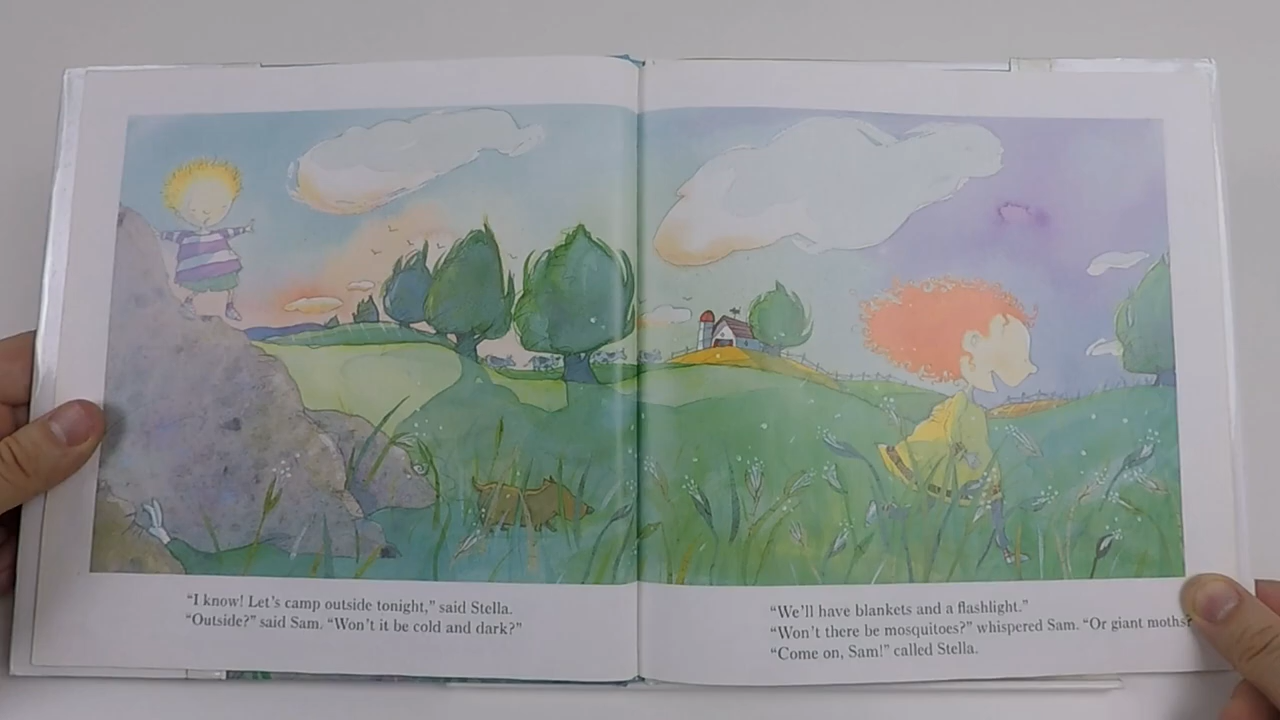 “I know! Let’s camp outside tonight,” said Stella.
“Outside?” said Sam. “Won’t it be cold and dark?”
“We’ll have blankets and a flashlight.”
“Won’t there be mosquitoes?” whispered Sam. “Or giant moths?
“Come on, Sam!” called Stella.